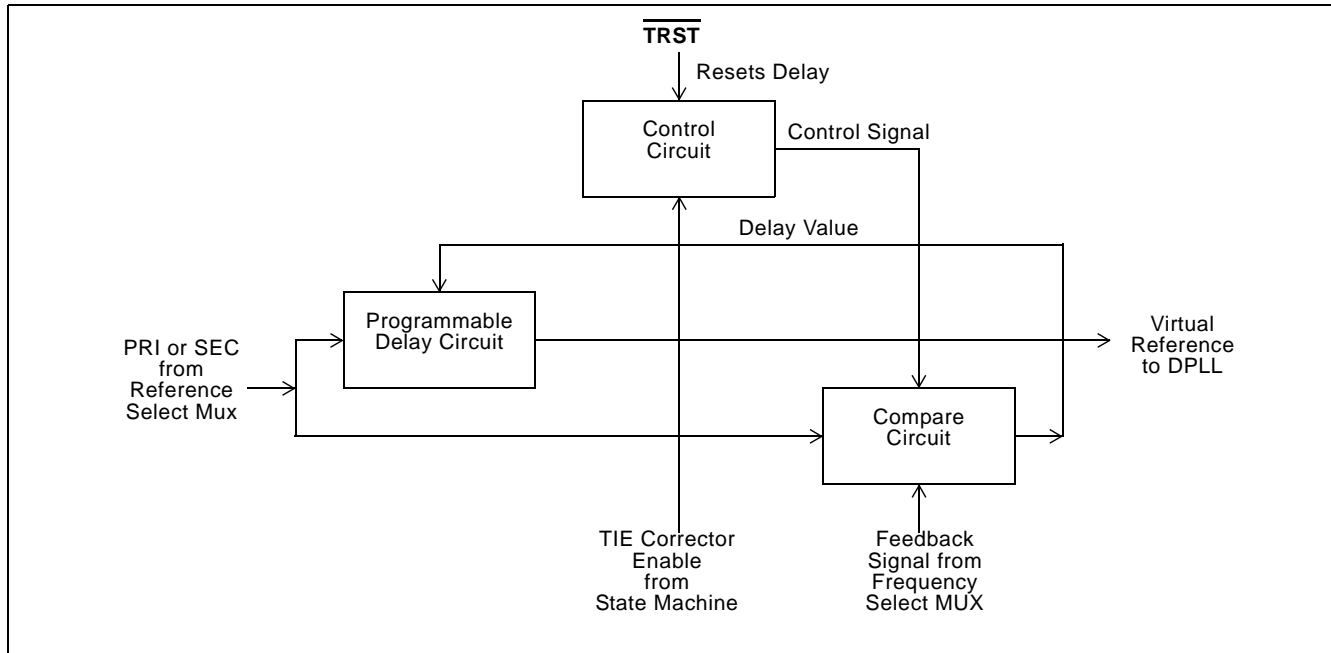 TRST
Resets Delay
Control
Circuit
Control Signal
Delay Value
Programmable
Delay Circuit
PRI or SEC
from
Reference
Select Mux
Virtual
Reference
to DPLL
Compare
Circuit
TIE Corrector
Enable
from
State Machine
Feedback
Signal from
Frequency
Select MUX